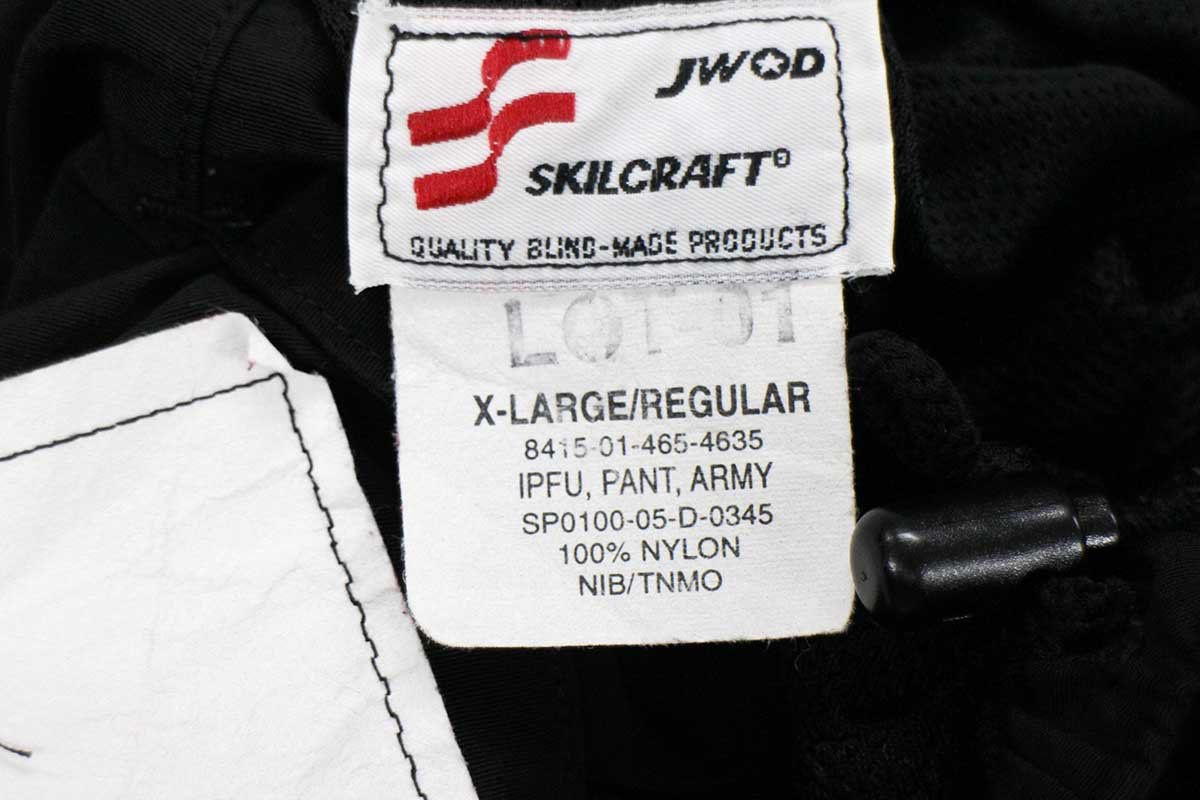 JWOD
SKILCRAFT®
QUALITY BLIND-MADE PRODUCTS
LOT-01
X-LARGE/REGULAR
8415-01-465-4635
IPFU, PANT, ARMY
SP0100-05-D-0345
100% NYLON
NIB/TNMO